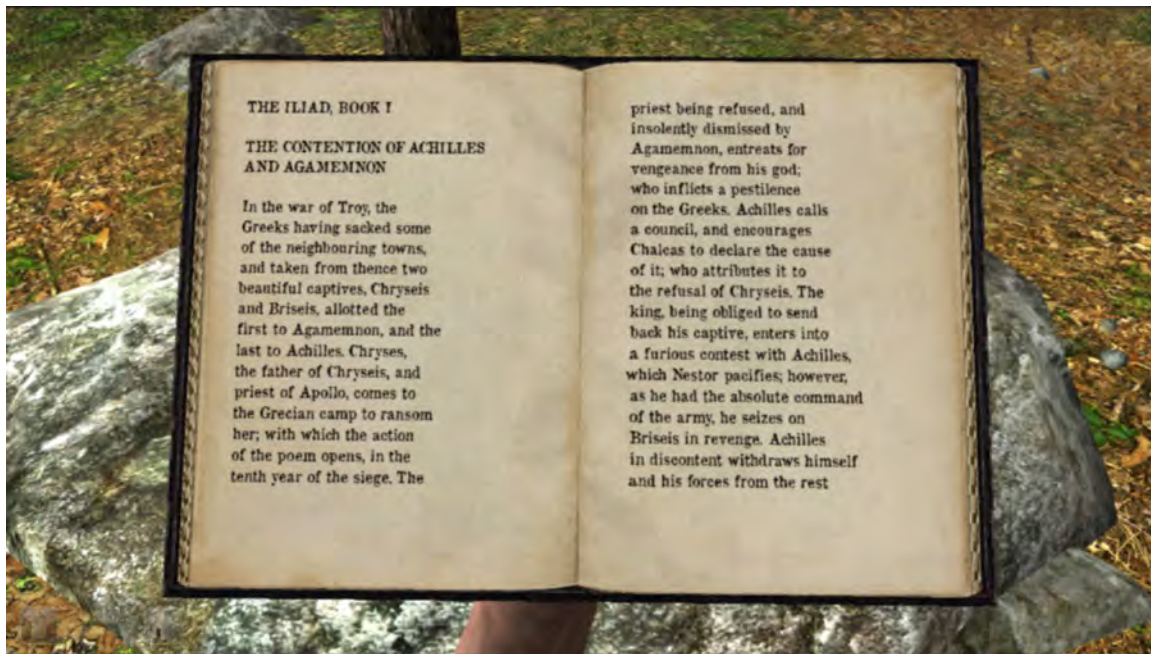 THE ILIAD, BOOK I
THE CONTENTION OF ACHILLES
AND AGAMEMNON
In the war of Troy, the
Greeks having sacked some
of the neighbouring towns,
and taken from thence two
beautiful captives, Chryseis
and Briseis, allotted the
first to Agamemnon, and the
last to Achilles. Chryses,
the father of Chryseis, and
priest of Apollo, comes to
the Grecian camp to ransom
her; with which the action
of the poem opens, in the
tenth year of the siege. The
priest being refused, and
insolently dismissed by
Agamemnon, entreats for
vengeance from his god;
who inflicts a pestilence
on the Greeks. Achilles calls
a council, and encourages
Chalcas to declare the cause
of it; who attributes it to
the refusal of Chryseis. The
king, being obliged to send
back his captive, enters into
a furious contest with Achilles,
which Nestor pacifies; however,
as he had the absolute command
of the army, he seizes on
Briseis in revenge. Achilles
in discontent withdraws himself
and his forces from the rest